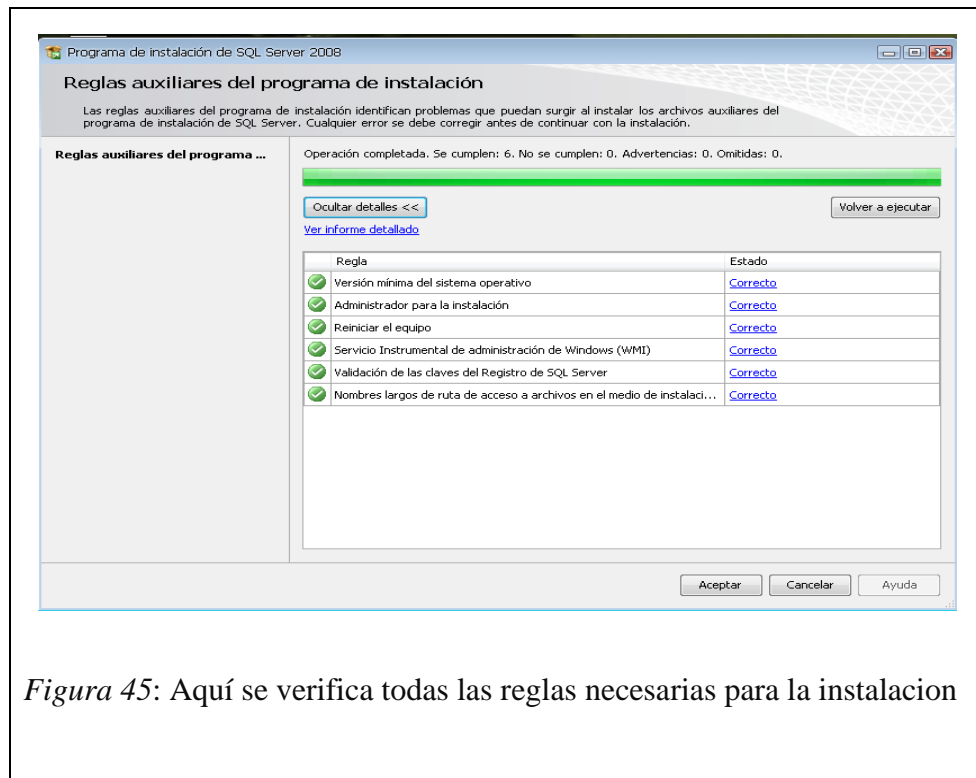 Programa de instalación de SQL Server 2008
Reglas auxiliares del programa de instalación
Las reglas auxiliares del programa de instalación identifican problemas que puedan surgir al instalar los archivos auxiliares del
programa de instalación de SQL Server. Cualquier error se debe corregir antes de continuar con la instalación.
Reglas auxiliares del programa ...
Operación completada. Se cumplen: 6. No se cumplen: 0. Advertencias: 0. Omitidas: 0.
Ocultar detalles <<
Volver a ejecutar
Ver informe detallado
Regla Estado
Versión mínima del sistema operativo Correcto
Administrador para la instalación Correcto
Reiniciar el equipo Correcto
Servicio Instrumental de administración de Windows (WMI) Correcto
Validación de las claves del Registro de SQL Server Correcto
Nombres largos de ruta de acceso a archivos en el medio de instalaci... Correcto
Aceptar Cancelar Ayuda
Figura 45: Aquí se verifica todas las reglas necesarias para la instalacion